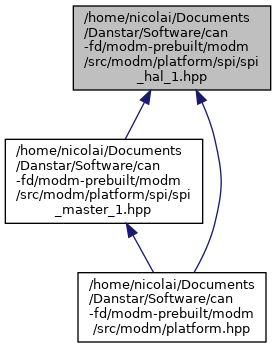 /home/nicolai/Documents
/Danstar/Software/can
-fd/modm-prebuilt/modm
/src/modm/platform/spi/spi
_hal_1.hpp
/home/nicolai/Documents
/Danstar/Software/can
-fd/modm-prebuilt/modm
/src/modm/platform/spi/spi
_master_1.hpp
/home/nicolai/Documents
/Danstar/Software/can
-fd/modm-prebuilt/modm
/src/modm/platform.hpp